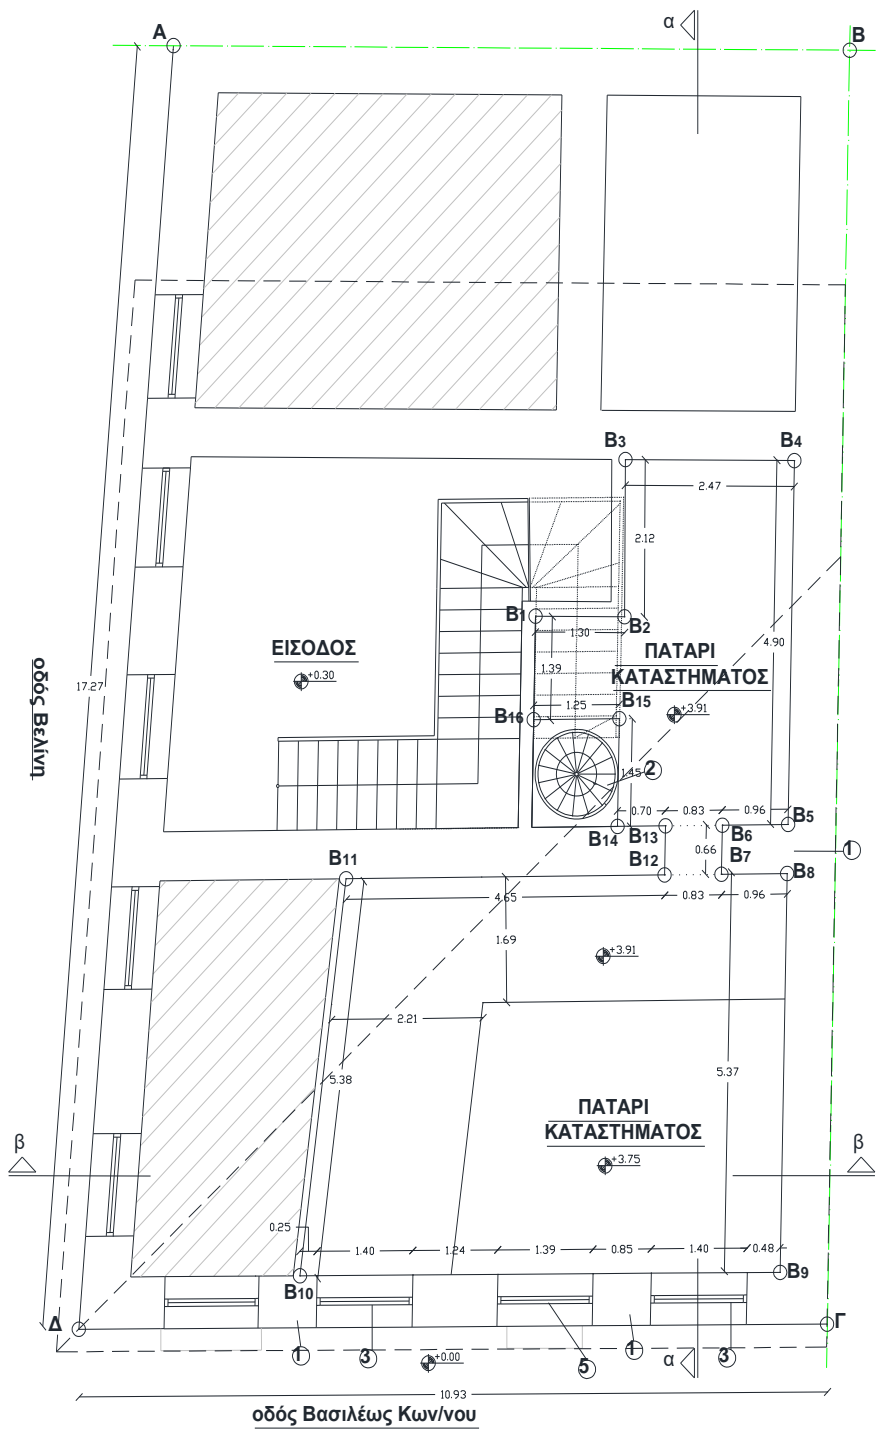 α
A
B
B3
B4
2.47
2.12
B1
B2
1.30
ΕΙΣΟΔΟΣ
+0.30
ΠΑΤΑΡΙ
ΚΑΤΑΣΤΗΜΑΤΟΣ
+3.91
4.90
1.39
οδός Βελίνη
17.27
1.25
B15
B16
1.45
2
0.70
0.83
0.96
B5
B14
B13
B6
0.66
1
B12
B7
B8
B11
4.65
0.83
0.96
1.69
+3.91
2.21
5.38
5.37
ΠΑΤΑΡΙ
ΚΑΤΑΣΤΗΜΑΤΟΣ
+3.75
β
β
0.25
1.40
1.24
1.39
0.85
1.40
0.48
B10
B9
Δ
Γ
1
3
+0.00
5
1
α
3
10.93
οδός Βασιλέως Κων/νου